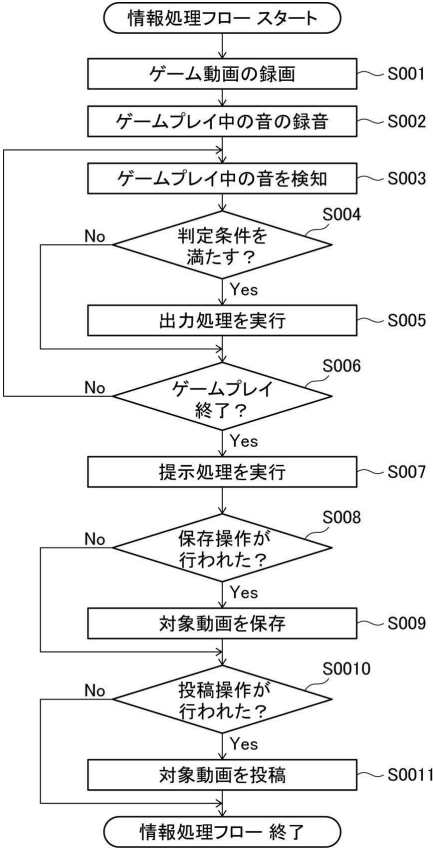 情報処理フロー スタート
ゲーム動画の録画
S001
ゲームプレイ中の音の録音
S002
ゲームプレイ中の音を検知
S003
S004
No
判定条件を
満たす？
Yes
出力処理を実行
S005
S006
No
ゲームプレイ
終了？
Yes
提示処理を実行
S007
S008
No
保存操作が
行われた？
Yes
対象動画を保存
S009
S0010
No
投稿操作が
行われた？
Yes
対象動画を投稿
S0011
情報処理フロー 終了